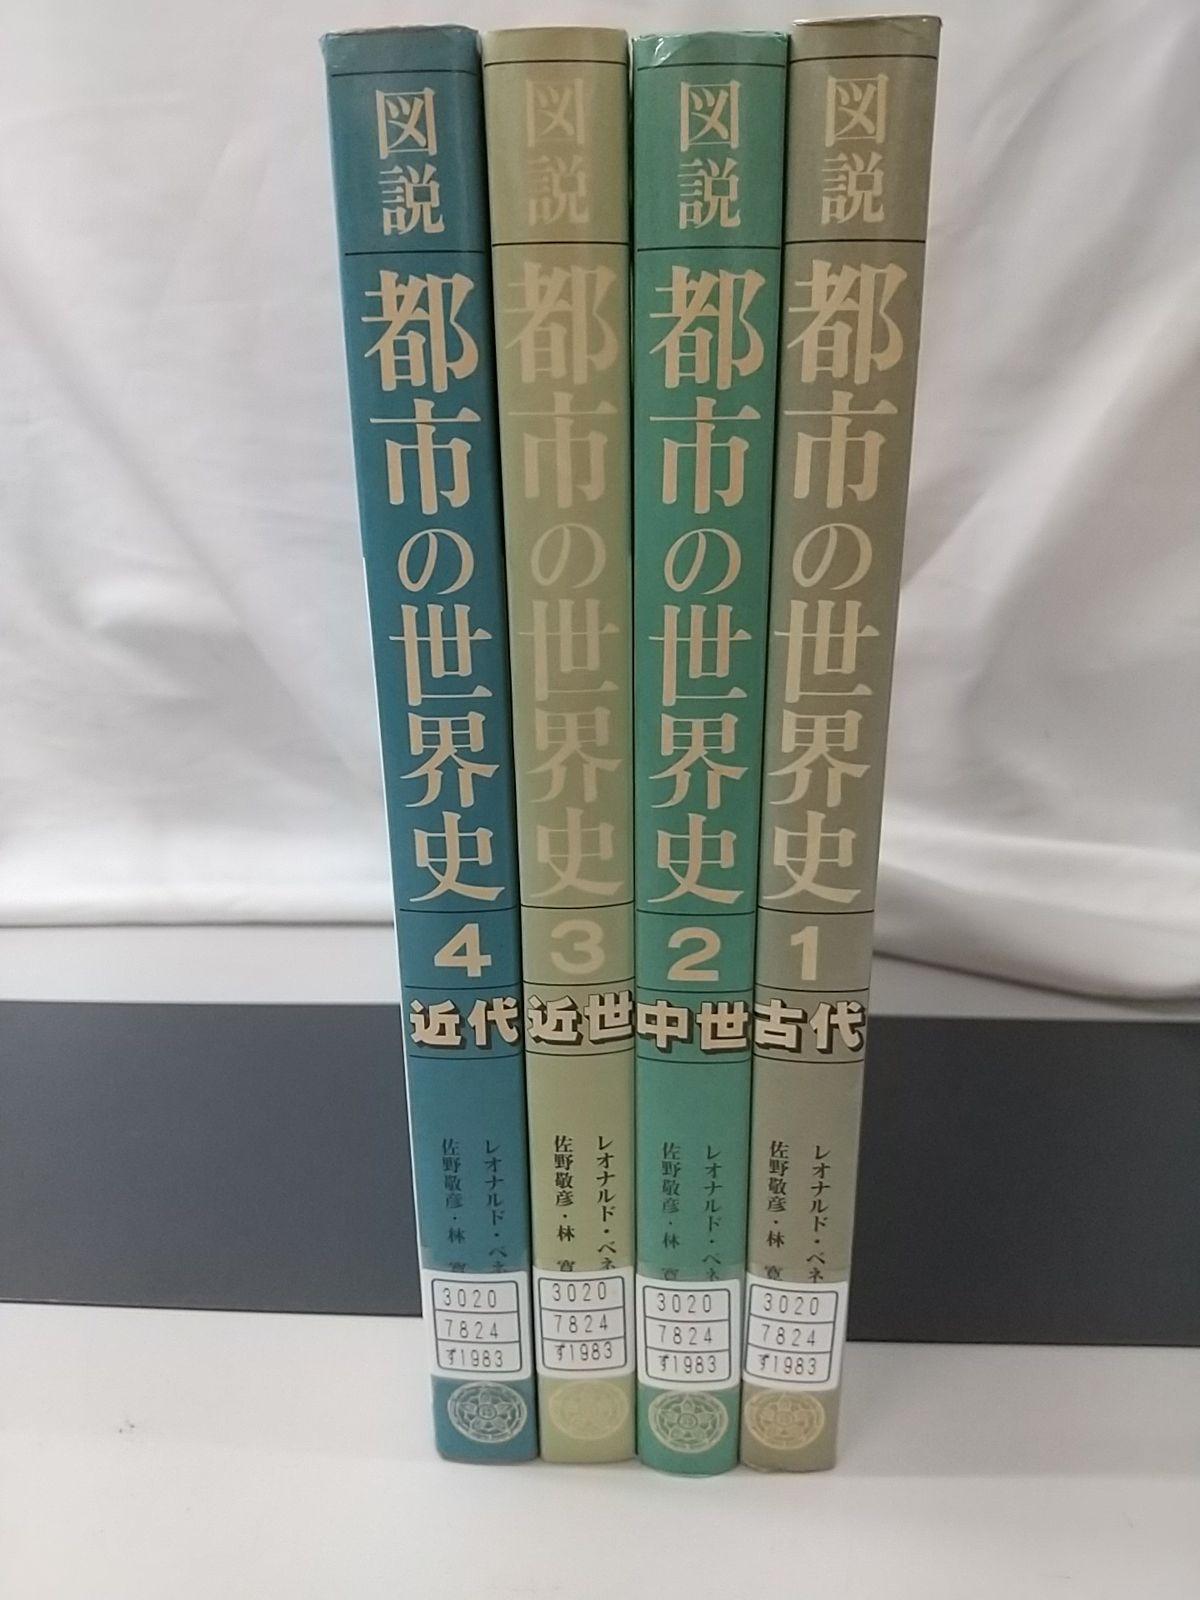 図説
都市の世界史
4
近代
レオナルド・ベネ
佐野敬彦・林 寛
3020
7824
ず1983
図説
都市の世界史
3
近世
レオナルド・ベネ
佐野敬彦・林 寛
3020
7824
ず1983
図説
都市の世界史
2
中世
レオナルド・ベネ
佐野敬彦・林 寛
3020
7824
ず1983
図説
都市の世界史
1
古代
レオナルド・ベネ
佐野敬彦・林 寛
3020
7824
ず1983